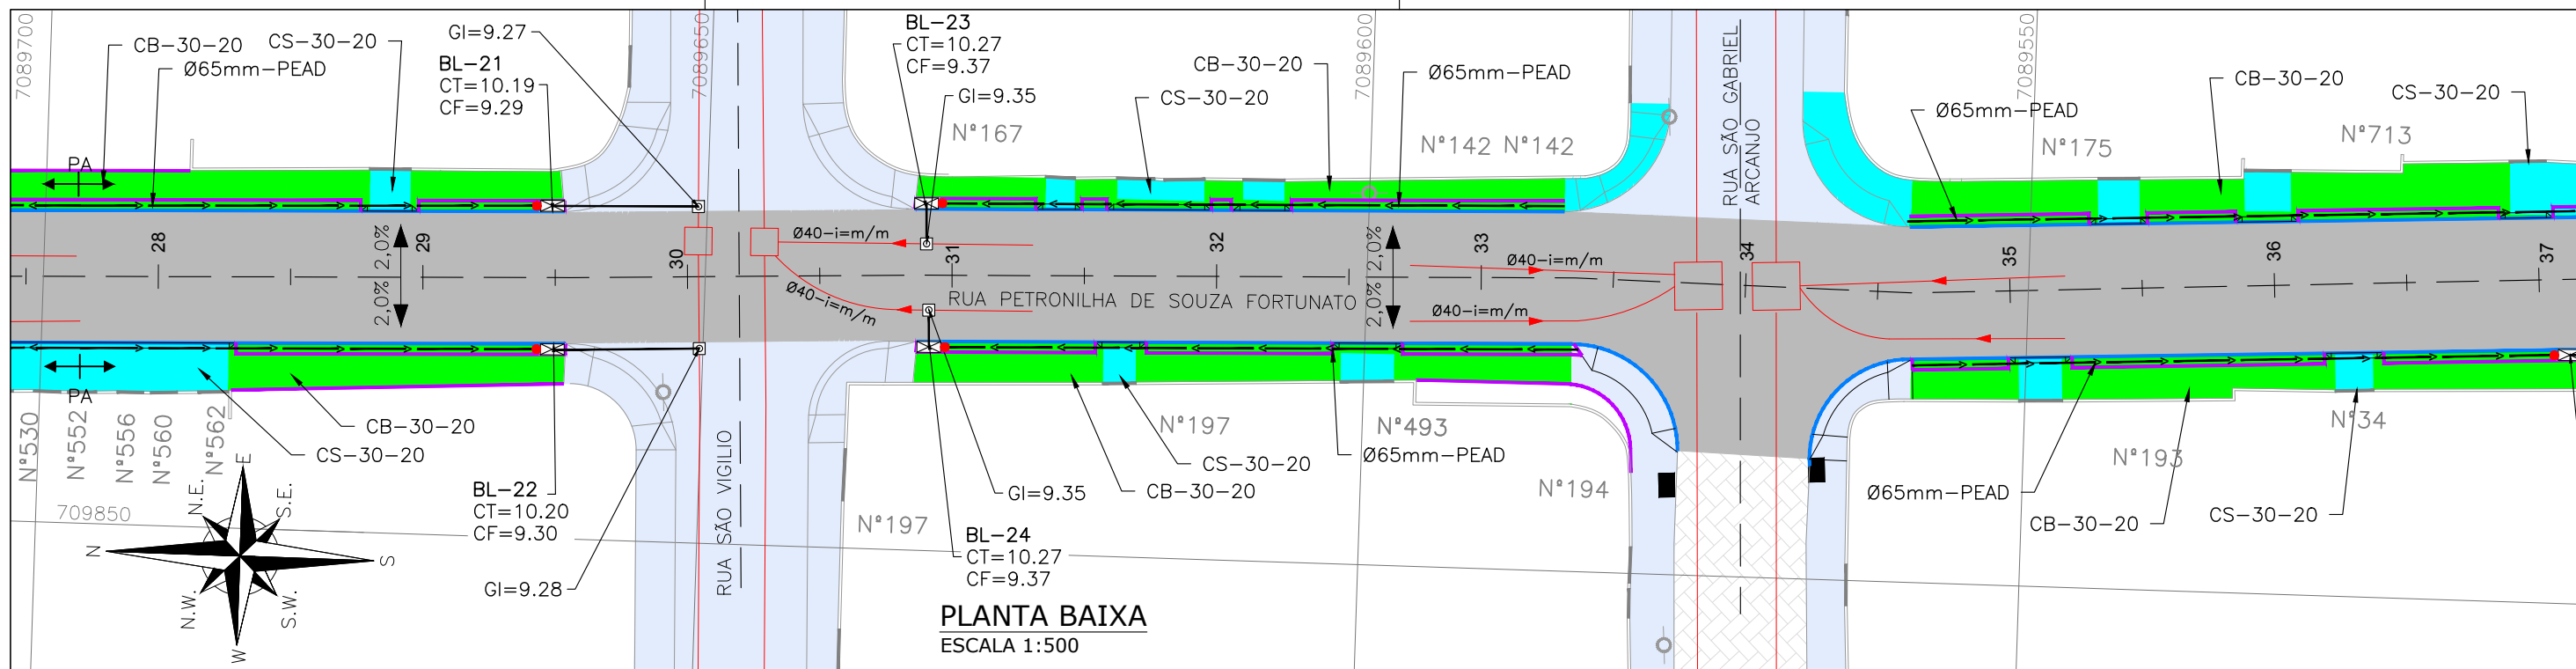 7089700
CB-30-20
CS-30-20
Ø65mm-PEAD
GI=9.27
BL-21
CT=10.19
CF=9.29
7089650
BL-23
CT=10.27
CF=9.37
GI=9.35
N°167
CB-30-20
CS-30-20
7089600
Ø65mm-PEAD
N°142
N°142
RUA SÃO GABRIEL
ARCANJO
7089550
Ø65mm-PEAD
N°175
CB-30-20
N°713
CS-30-20
PA
28
2,0%
2,0%
29
30
Ø40-i=m/m
31
32
2,0%
2,0%
33
Ø40-i=m/m
34
35
36
37
Ø40-i=m/m
RUA PETRONILHA DE SOUZA FORTUNATO
Ø40-i=m/m
PA
N°530
N°552
N°556
N°560
N°562
CB-30-20
CS-30-20
709850
N
N.E.
E
S.E.
S
S.W.
W
N.W.
BL-22
CT=10.20
CF=9.30
GI=9.28
RUA SÃO VIGILIO
N°197
GI=9.35
BL-24
CT=10.27
CF=9.37
N°197
CS-30-20
CB-30-20
N°493
Ø65mm-PEAD
N°194
Ø65mm-PEAD
N°193
CB-30-20
N°34
CS-30-20
PLANTA BAIXA
ESCALA 1:500